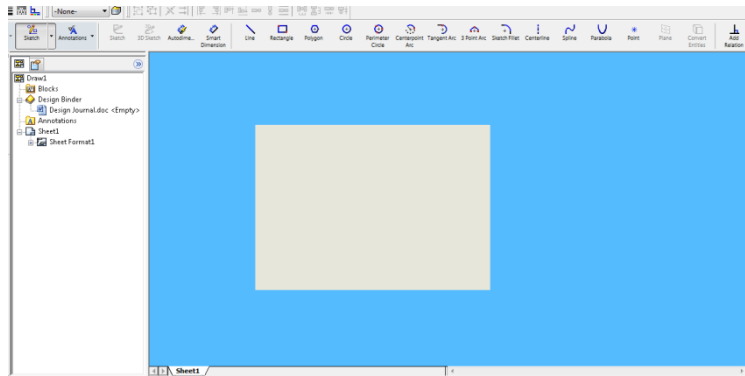 -None-
Sketch Annotations Sketch 3D Sketch Autodime... Smart Dimension Line Rectangle Polygon Circle Perimeter Circle Centerpoint Arc Tangent Arc 3 Point Arc Sketch Fillet Centerline Spline Parabola Point Plane Convert Entities Add Relation
Draw1
Blocks
Design Binder
Design Journal.doc <Empty>
A Annotations
Sheet1
Sheet Format1
Sheet1